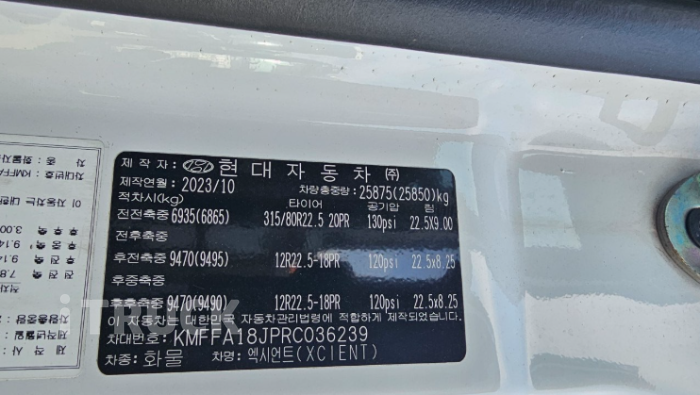 제 작 자: 현 대 자 동 차 ㈜
제작연월: 2023/10 차량총중량: 25875(25850)kg
적차시(kg) 타이어 공기압 림
전전축중 6935(6865) 315/80R22.5 20PR 130psi 22.5X9.00
전후축중
후전축중 9470(9495) 12R22.5-18PR 120psi 22.5x8.25
후중축중
후후축중 9470(9490) 12R22.5-18PR 120psi 22.5x8.25
이 자동차는 대한민국 자동차관리법령에 적합하게 제작되었습니다.
차대번호: KMFFA18JPRC036239
차종: 화물 차명: 엑시언트(XCIENT)
iTRUCK